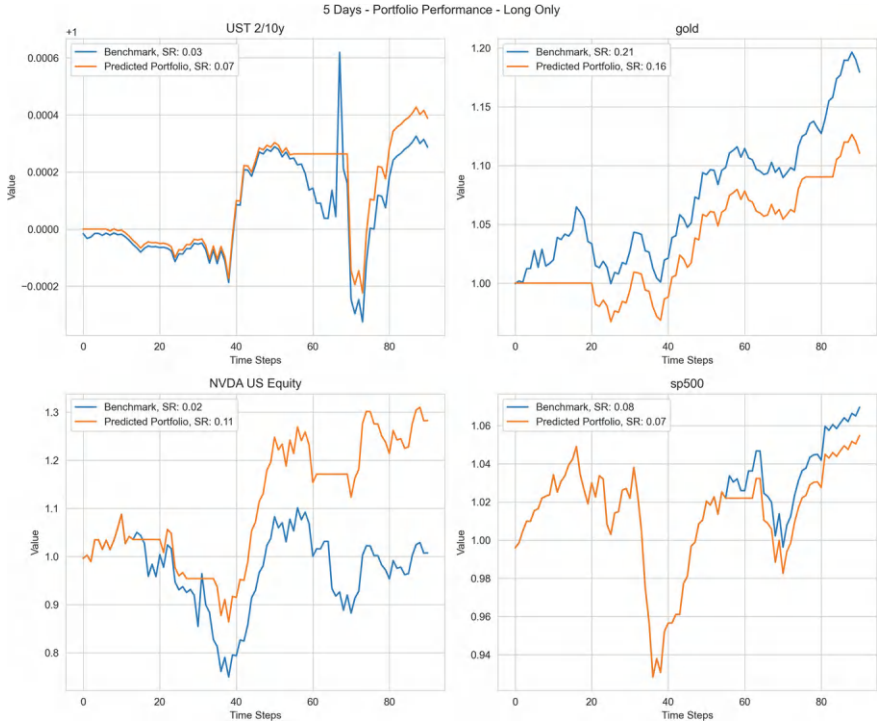 5 Days - Portfolio Performance - Long Only
UST 2/10y
+1
Benchmark, SR: 0.03
Predicted Portfolio, SR: 0.07
0.0006
0.0004
0.0002
0.0000
−0.0002
Value
0 20 40 60 80
Time Steps
gold
Benchmark, SR: 0.21
Predicted Portfolio, SR: 0.16
1.20
1.15
1.10
1.05
1.00
Value
0 20 40 60 80
Time Steps
NVDA US Equity
Benchmark, SR: 0.02
Predicted Portfolio, SR: 0.11
1.3
1.2
1.1
1.0
0.9
0.8
Value
0 20 40 60 80
Time Steps
sp500
Benchmark, SR: 0.08
Predicted Portfolio, SR: 0.07
1.06
1.04
1.02
1.00
0.98
0.96
0.94
Value
0 20 40 60 80
Time Steps